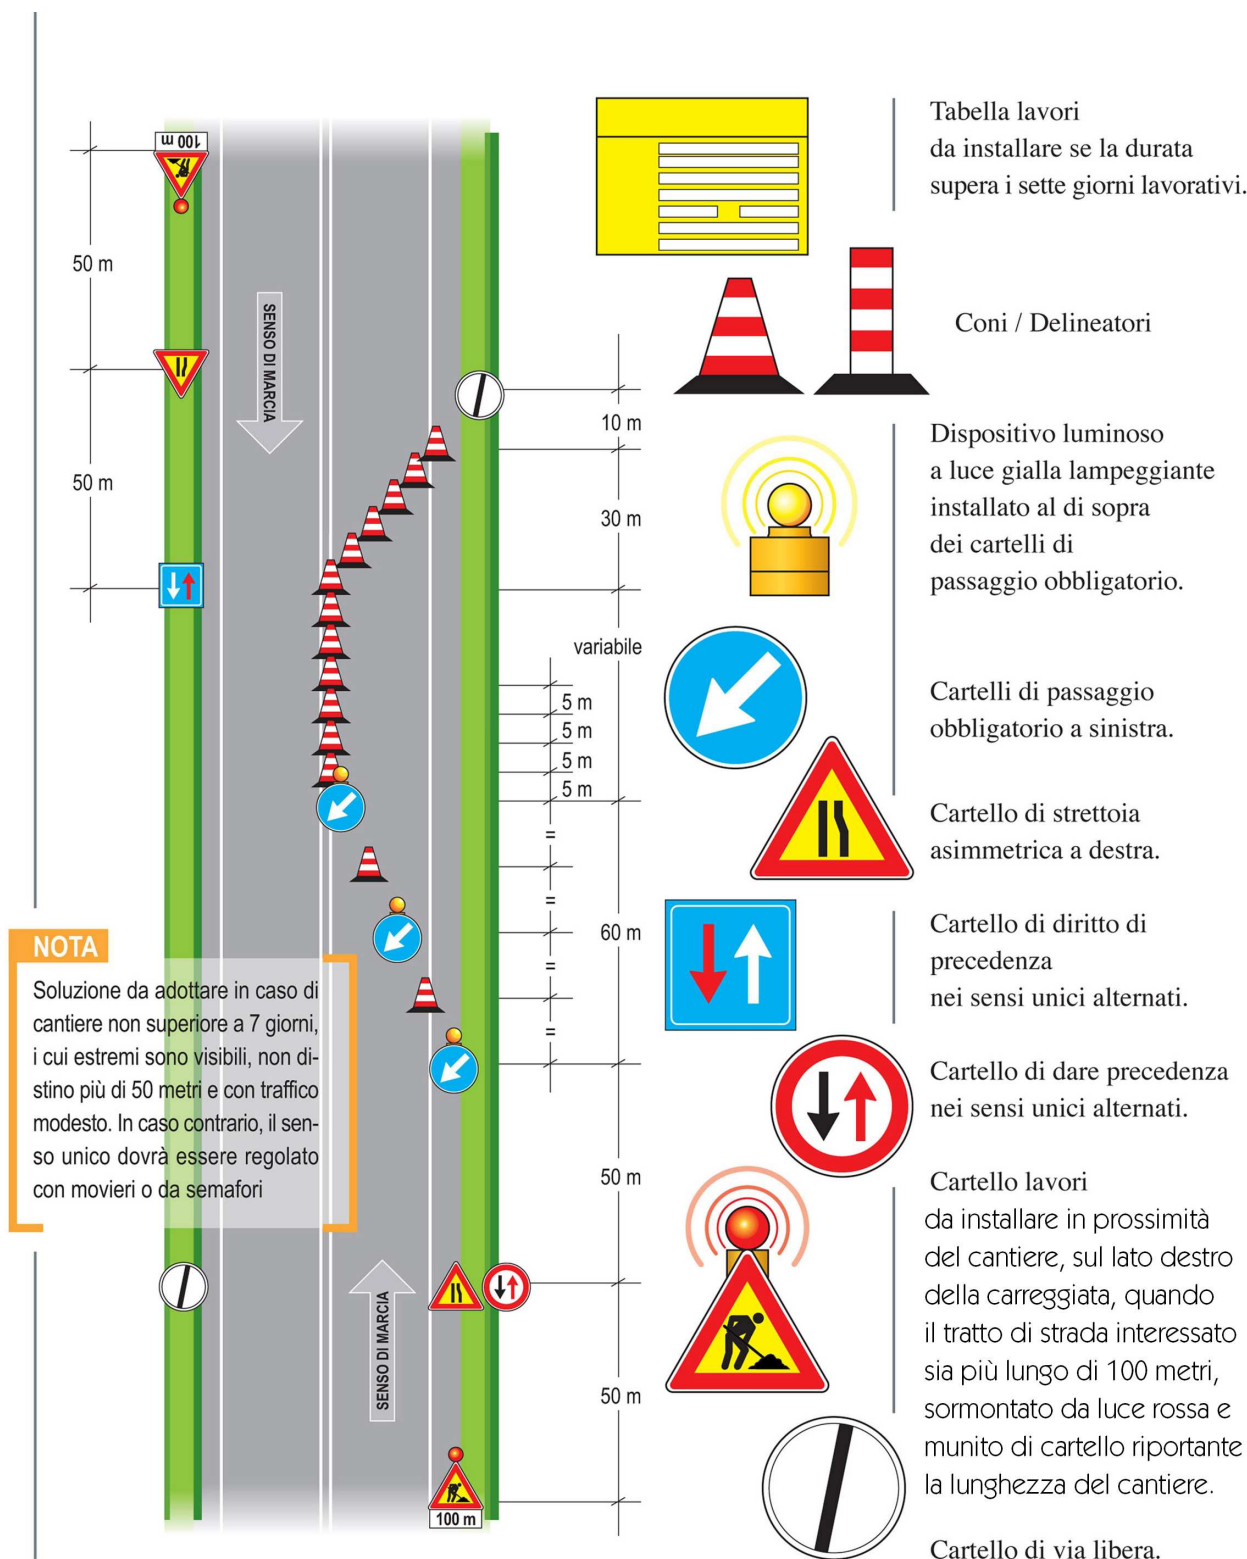 100 m
50 m
50 m
SENSO DI MARCIA
10 m
30 m
variabile
5 m
5 m
5 m
5 m
=
=
=
=
60 m
50 m
50 m
SENSO DI MARCIA
100 m
NOTA
Soluzione da adottare in caso di
cantiere non superiore a 7 giorni,
i cui estremi sono visibili, non di-
stino più di 50 metri e con traffico
modesto. In caso contrario, il sen-
so unico dovrà essere regolato
con movieri o da semafori
Tabella lavori
da installare se la durata
supera i sette giorni lavorativi.
Coni / Delineatori
Dispositivo luminoso
a luce gialla lampeggiante
installato al di sopra
dei cartelli di
passaggio obbligatorio.
Cartelli di passaggio
obbligatorio a sinistra.
Cartello di strettoia
asimmetrica a destra.
Cartello di diritto di
precedenza
nei sensi unici alternati.
Cartello di dare precedenza
nei sensi unici alternati.
Cartello lavori
da installare in prossimità
del cantiere, sul lato destro
della carreggiata, quando
il tratto di strada interessato
sia più lungo di 100 metri,
sormontato da luce rossa e
munito di cartello riportante
la lunghezza del cantiere.
Cartello di via libera.